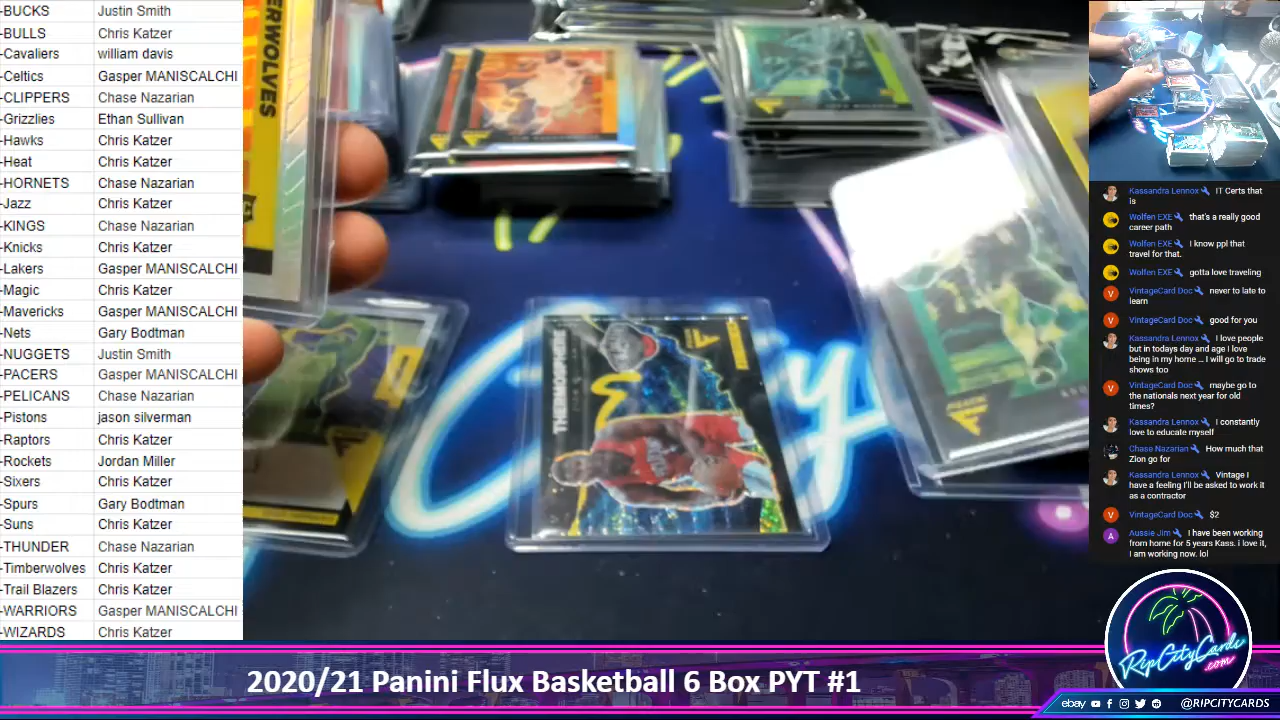 -BUCKS Justin Smith
-BULLS Chris Katzer
-Cavaliers william davis
-Celtics Gasper MANISCALCHI
-CLIPPERS Chase Nazarian
-Grizzlies Ethan Sullivan
-Hawks Chris Katzer
-Heat Chris Katzer
-HORNETS Chase Nazarian
-Jazz Chris Katzer
-KINGS Chase Nazarian
-Knicks Chris Katzer
-Lakers Gasper MANISCALCHI
-Magic Chris Katzer
-Mavericks Gasper MANISCALCHI
-Nets Gary Bodtman
-NUGGETS Justin Smith
-PACERS Gasper MANISCALCHI
-PELICANS Chase Nazarian
-Pistons jason silverman
-Raptors Chris Katzer
-Rockets Jordan Miller
-Sixers Chris Katzer
-Spurs Gary Bodtman
-Suns Chris Katzer
-THUNDER Chase Nazarian
-Timberwolves Chris Katzer
-Trail Blazers Chris Katzer
-WARRIORS Gasper MANISCALCHI
-WIZARDS Chris Katzer
ERWOLVES
Kassandra Lennox IT Certs that
is
Wolfen EXE that's a really good
career path
Wolfen EXE I know ppl that
travel for that.
Wolfen EXE gotta love traveling
VintageCard Doc never to late to
learn
VintageCard Doc good for you
Kassandra Lennox I love people
but in todays day and age I love
being in my home ... I will go to trade
shows too
VintageCard Doc maybe go to
the nationals next year for old
times?
Kassandra Lennox I constantly
love to educate myself
Chase Nazarian How much that
Zion go for
Kassandra Lennox Vintage I
have a feeling I'll be asked to work it
as a contractor
VintageCard Doc $2
Aussie Jim I have been working
from home for 5 years Kass. i love it,
I am working now. lol
RipCityCards
.com
2020/21 Panini Flux Basketball 6 Box PYT #1
ebay @RIPCITYCARDS